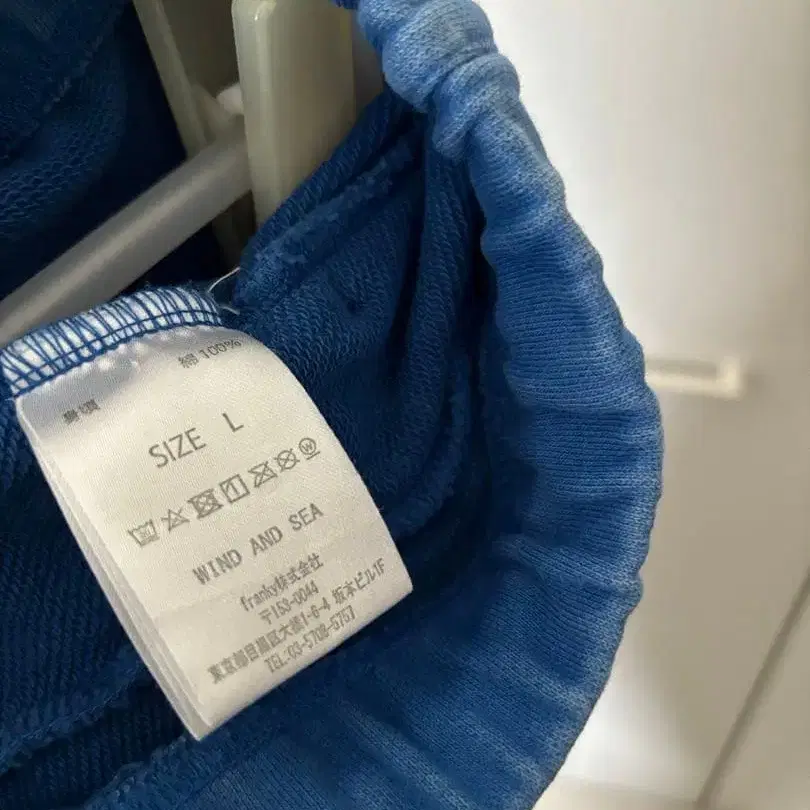 綿 100%
身頃
SIZE L
WIND AND SEA
franky株式会社
〒153-0044
東京都目黒区大橋1-6-4 坂本ビル1F
TEL:03-5708-5757